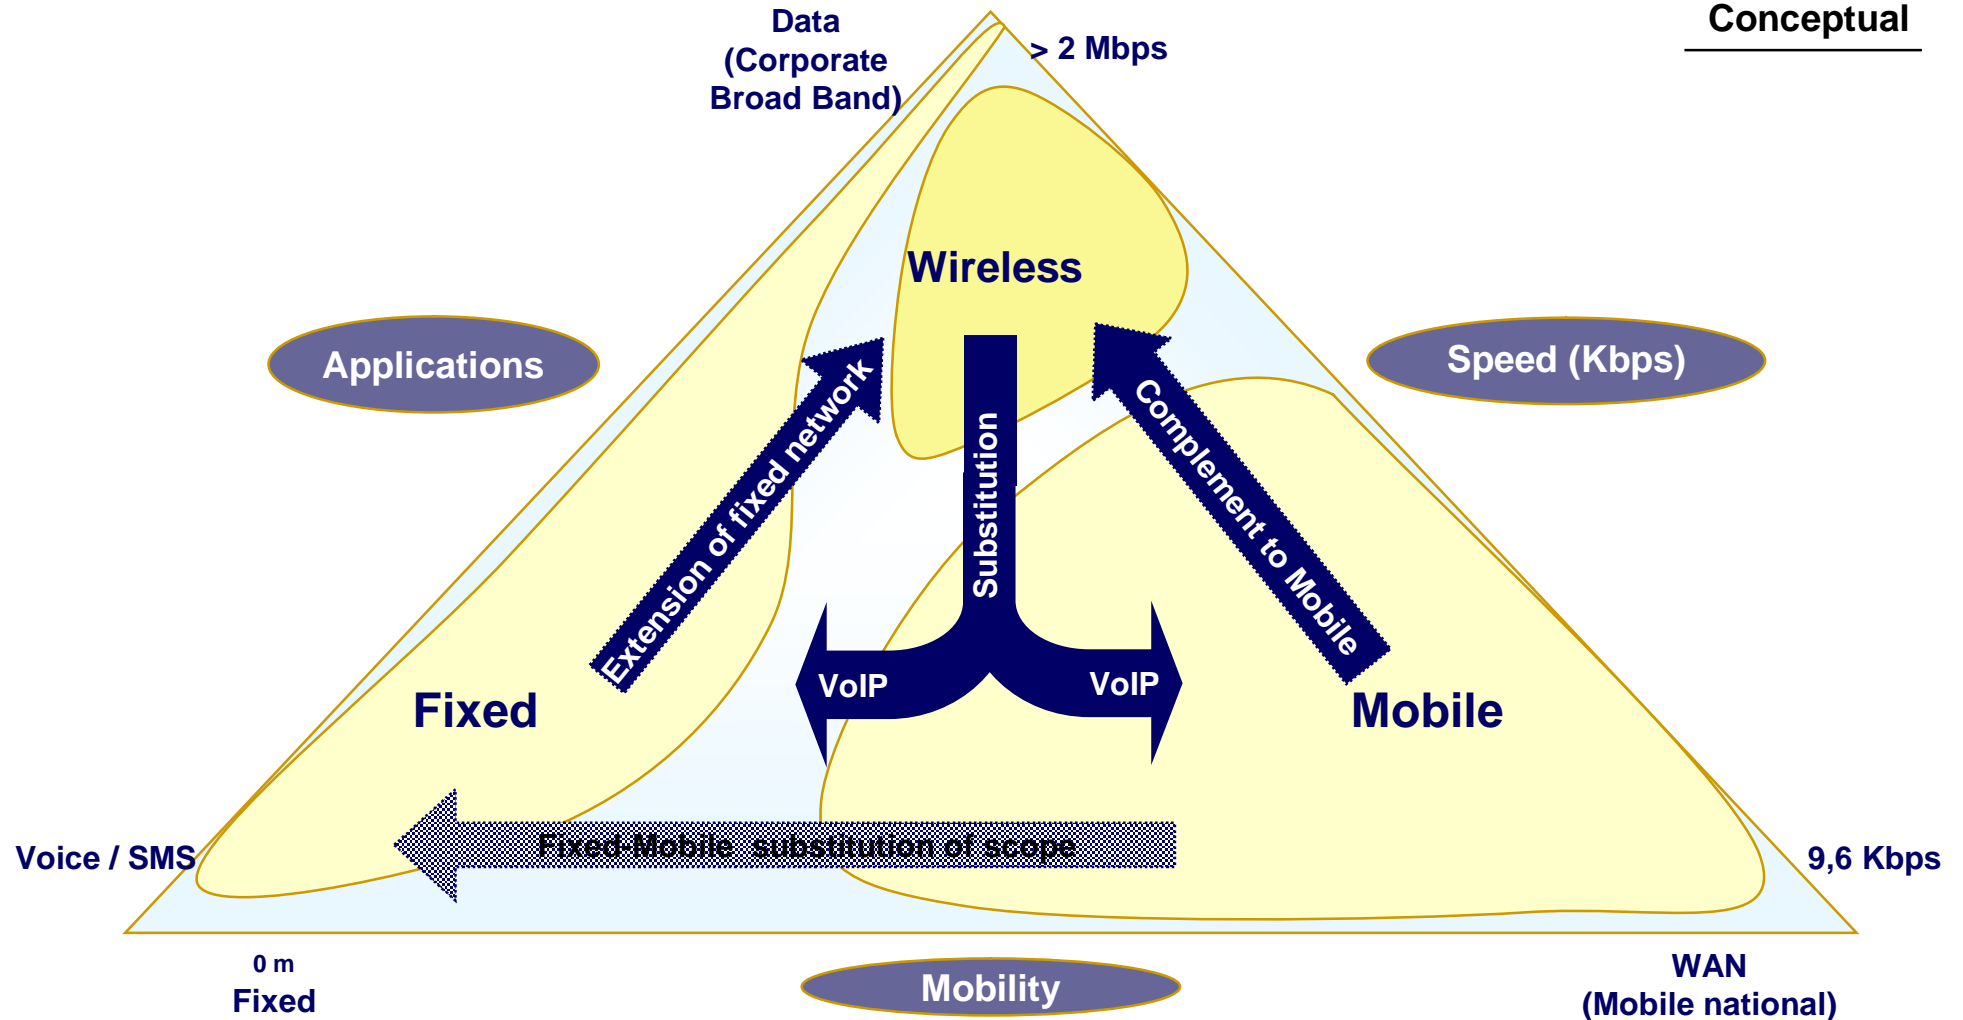 Conceptual
Data
(Corporate
Broad Band)
> 2 Mbps
Wireless
Applications
Speed (Kbps)
Extension of fixed network
Substitution
Complement to Mobile
VoIP
VoIP
Fixed
Mobile
Fixed-Mobile substitution of scope
Voice / SMS
9,6 Kbps
0 m
Fixed
Mobility
WAN
(Mobile national)